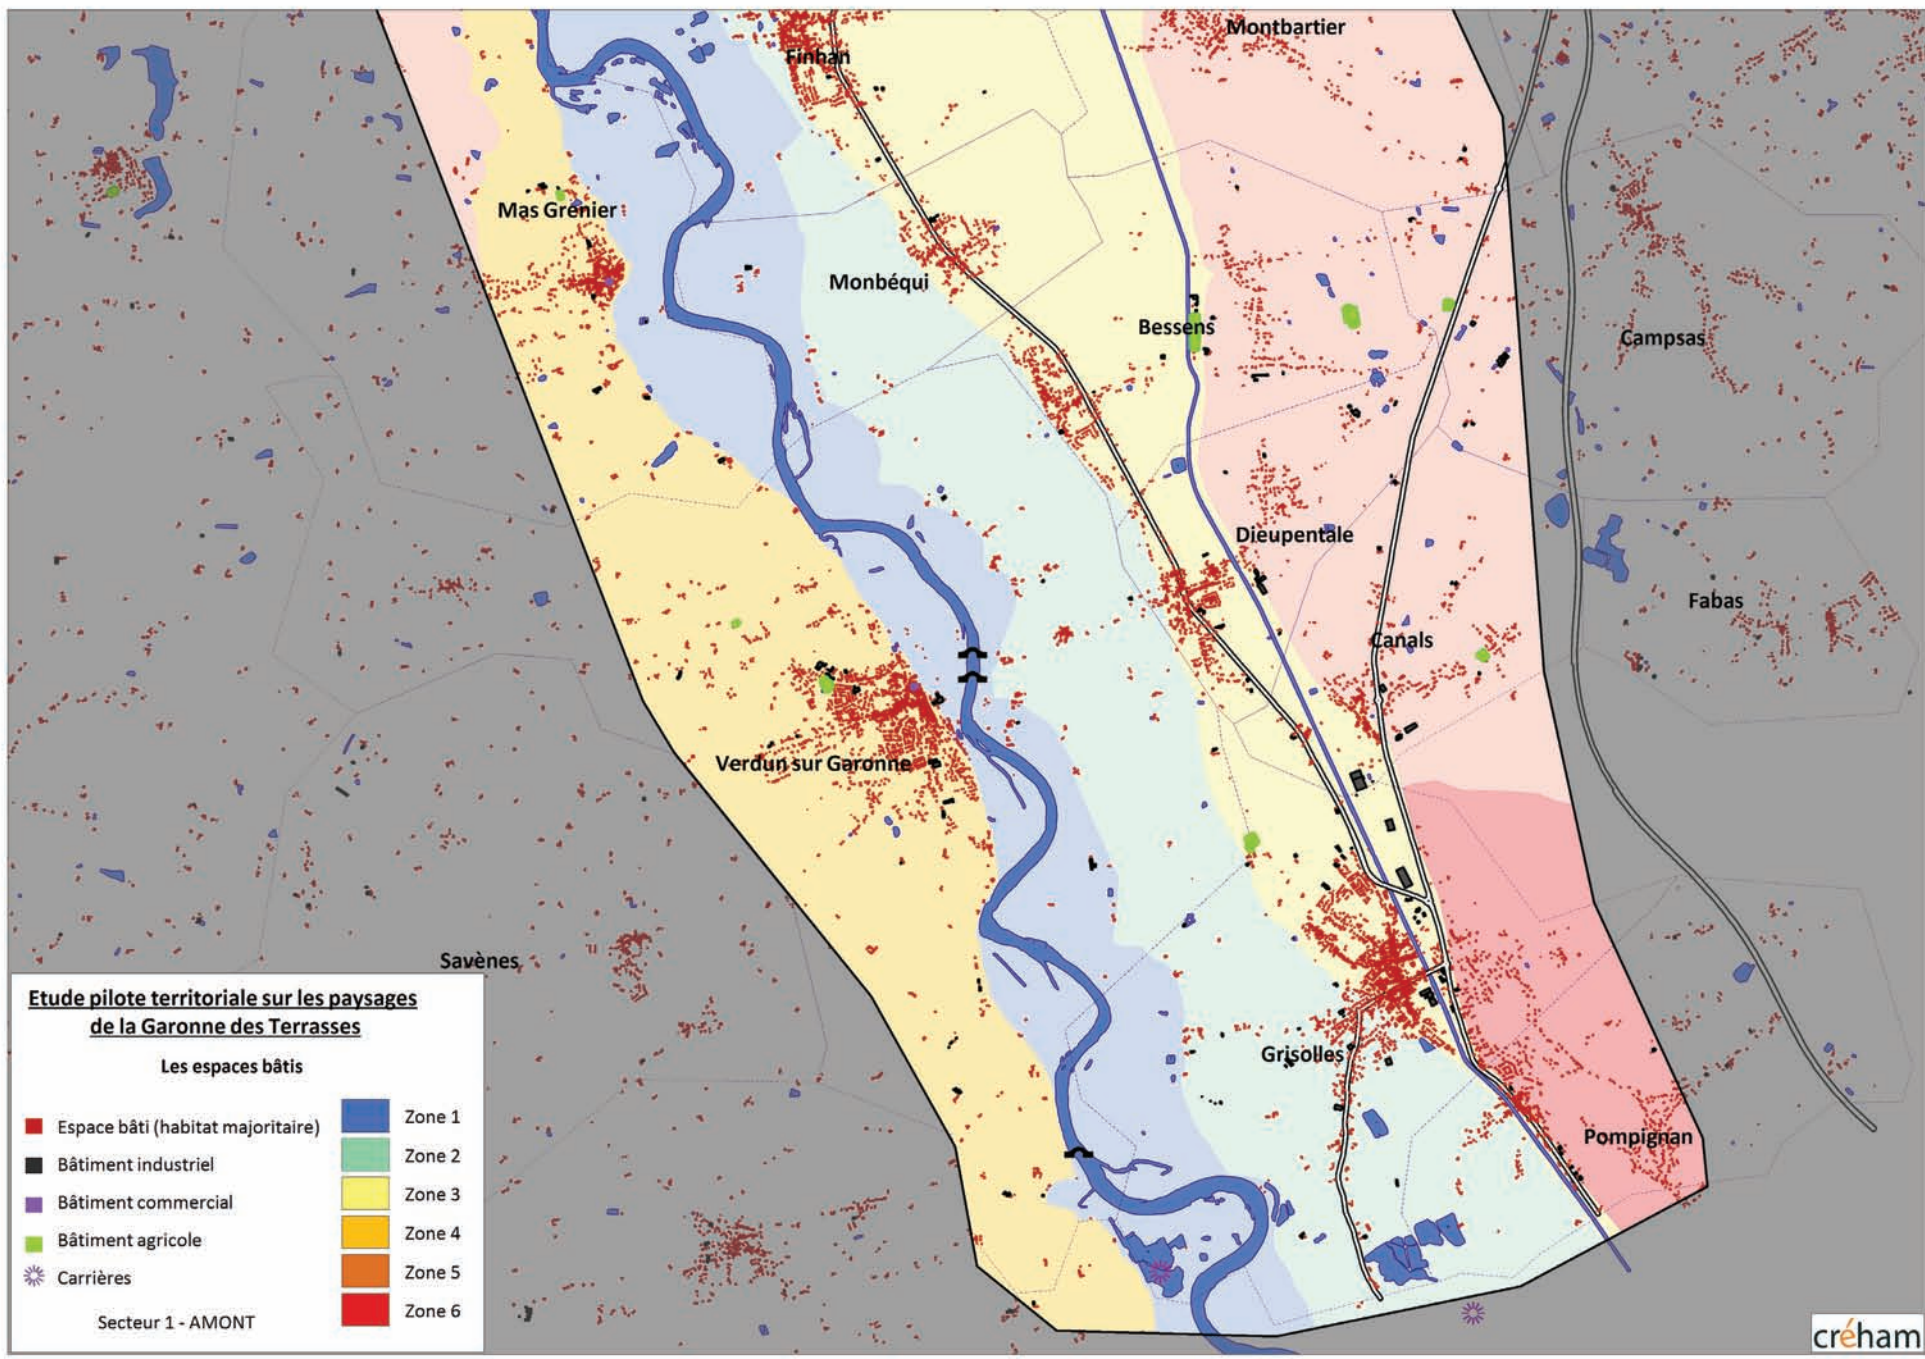 Montbartier
Finhan
Mas Grenier
Monbéqui
Bessens
Campsas
Dieupentale
Fabas
Canals
Verdun sur Garonne
Savènes
Grisolles
Pompignan
Etude pilote territoriale sur les paysages
de la Garonne des Terrasses
Les espaces bâtis
Espace bâti (habitat majoritaire)
Bâtiment industriel
Bâtiment commercial
Bâtiment agricole
Carrières
Zone 1
Zone 2
Zone 3
Zone 4
Zone 5
Zone 6
Secteur 1 - AMONT
créham